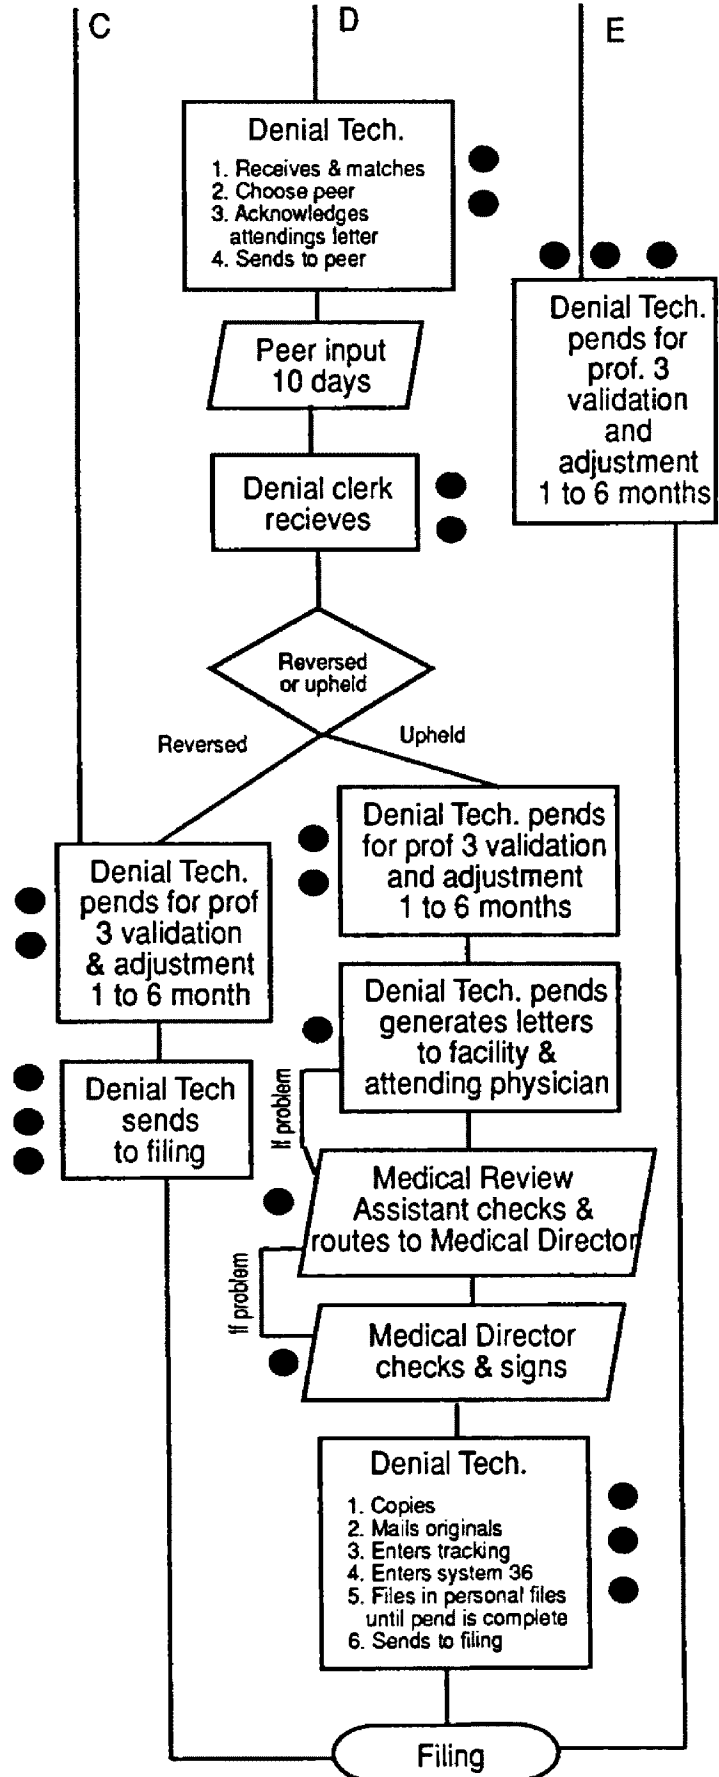 C
D
E
Denial Tech.
1. Receives & matches
2. Choose peer
3. Acknowledges
attendings letter
4. Sends to peer
Denial Tech.
pends for
prof. 3
validation
and
adjustment
1 to 6 months
Peer input
10 days
Denial clerk
recieves
Reversed
or upheld
Reversed
Upheld
Denial Tech. pends
for prof 3 validation
and adjustment
1 to 6 months
Denial Tech.
pends for prof
3 validation
& adjustment
1 to 6 month
Denial Tech. pends
generates letters
to facility &
attending physician
Denial Tech
sends
to filing
If problem
Medical Review
Assistant checks &
routes to Medical Director
If problem
Medical Director
checks & signs
Denial Tech.
1. Copies
2. Mails originals
3. Enters tracking
4. Enters system 36
5. Files in personal files
until pend is complete
6. Sends to filing
Filing